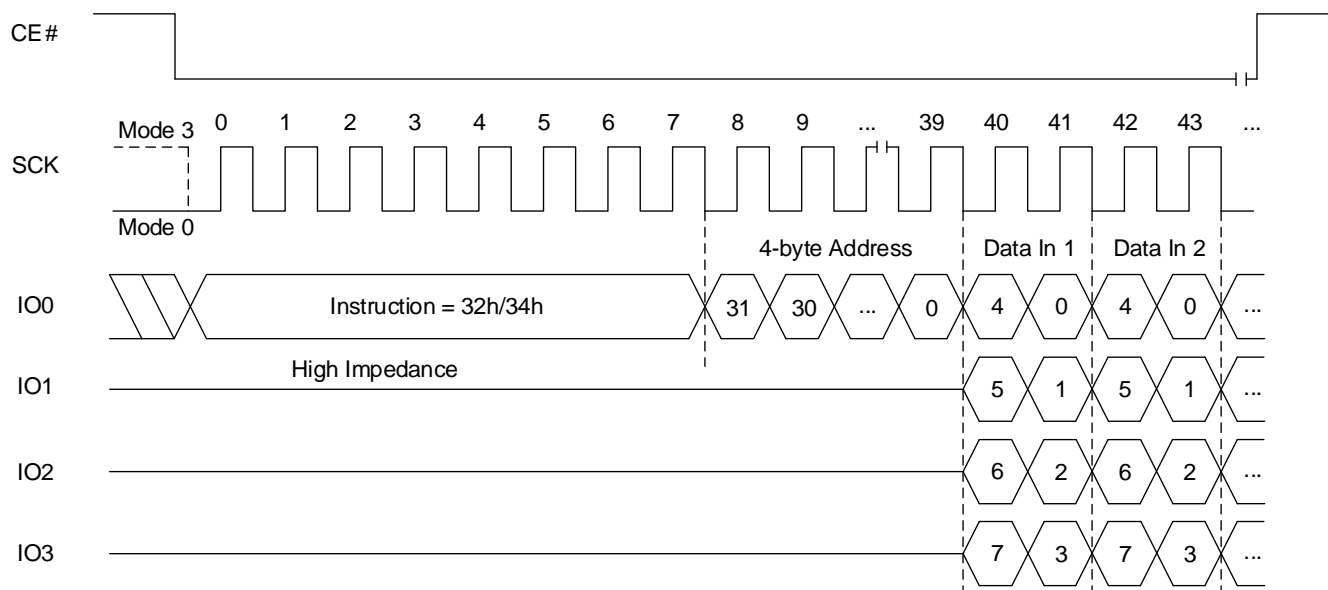 CE#
Mode 3 0 1 2 3 4 5 6 7 8 9 ... 39 40 41 42 43 ...
SCK
Mode 0
4-byte Address Data In 1 Data In 2
IO0 Instruction = 32h/34h 31 30 ... 0 4 0 4 0 ...
High Impedance
IO1 5 1 5 1 ...
IO2 6 2 6 2 ...
IO3 7 3 7 3 ...